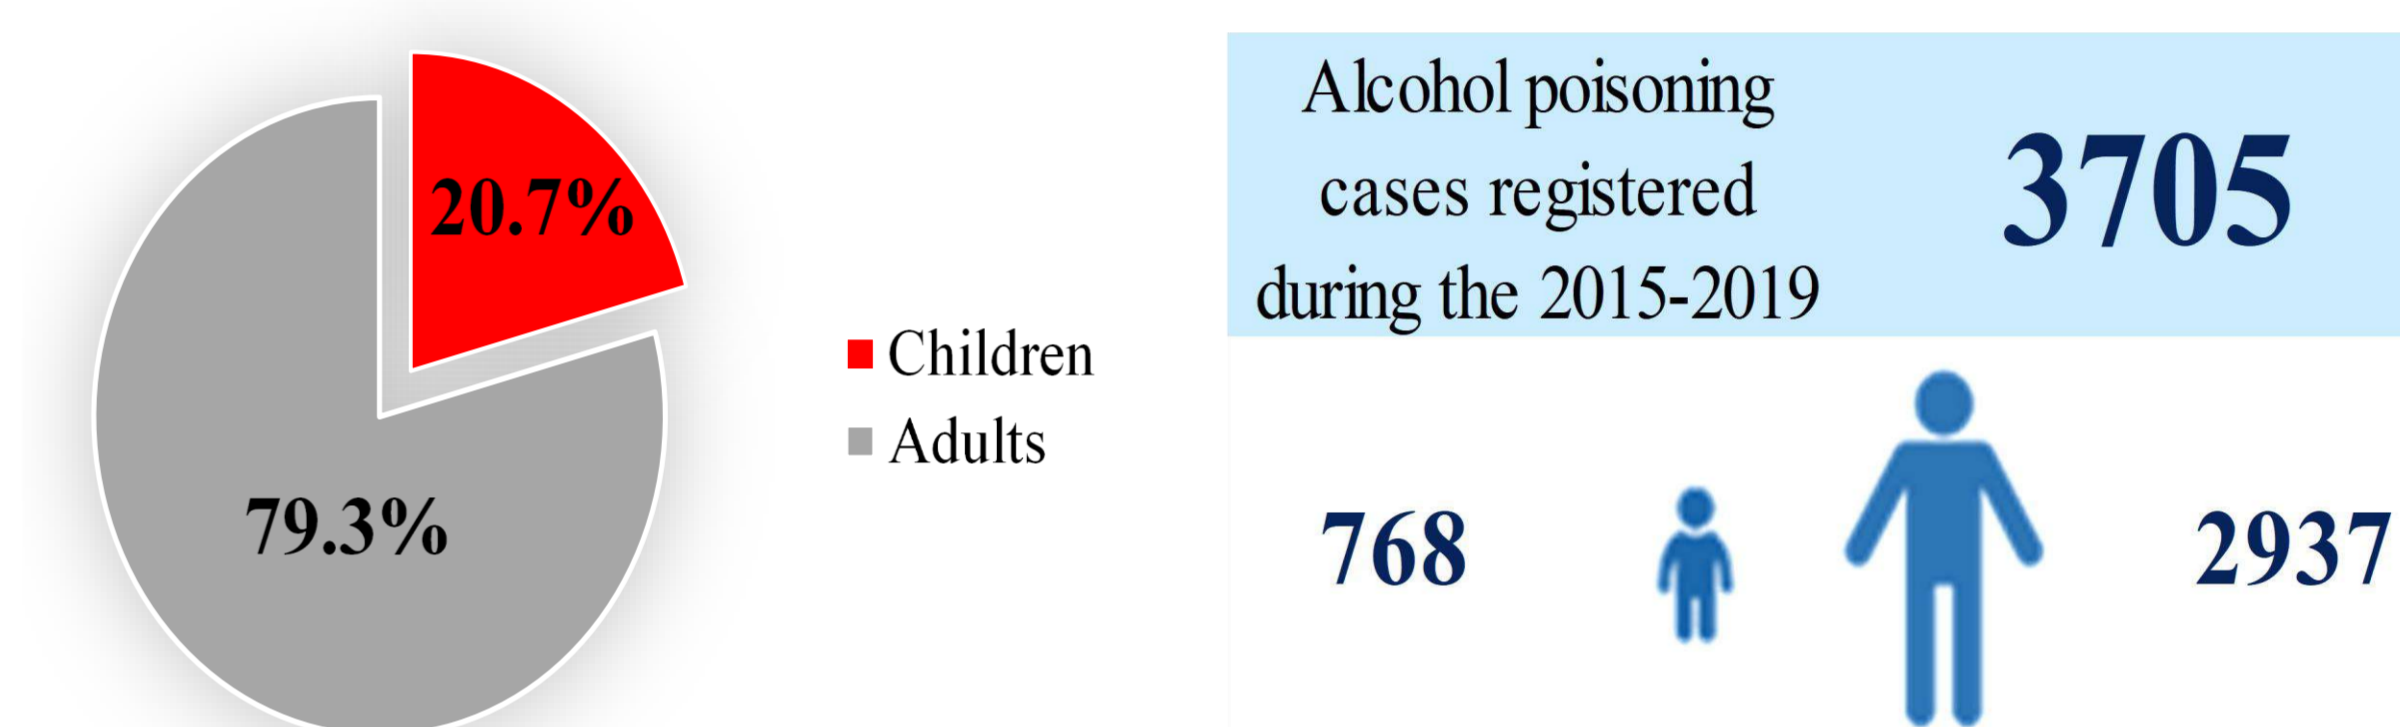 20.7%
79.3%
Children
Adults
Alcohol poisoning
cases registered
during the 2015-2019
3705
768
2937